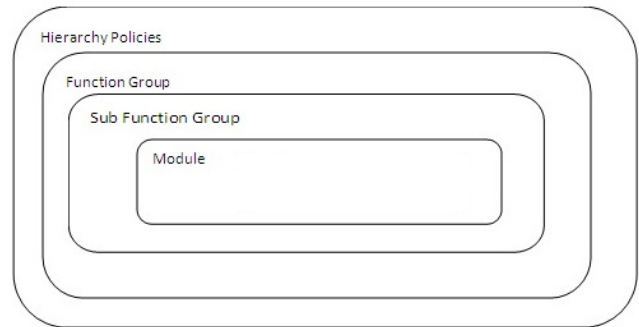 Hierarchy Policies
Function Group
Sub Function Group
Module